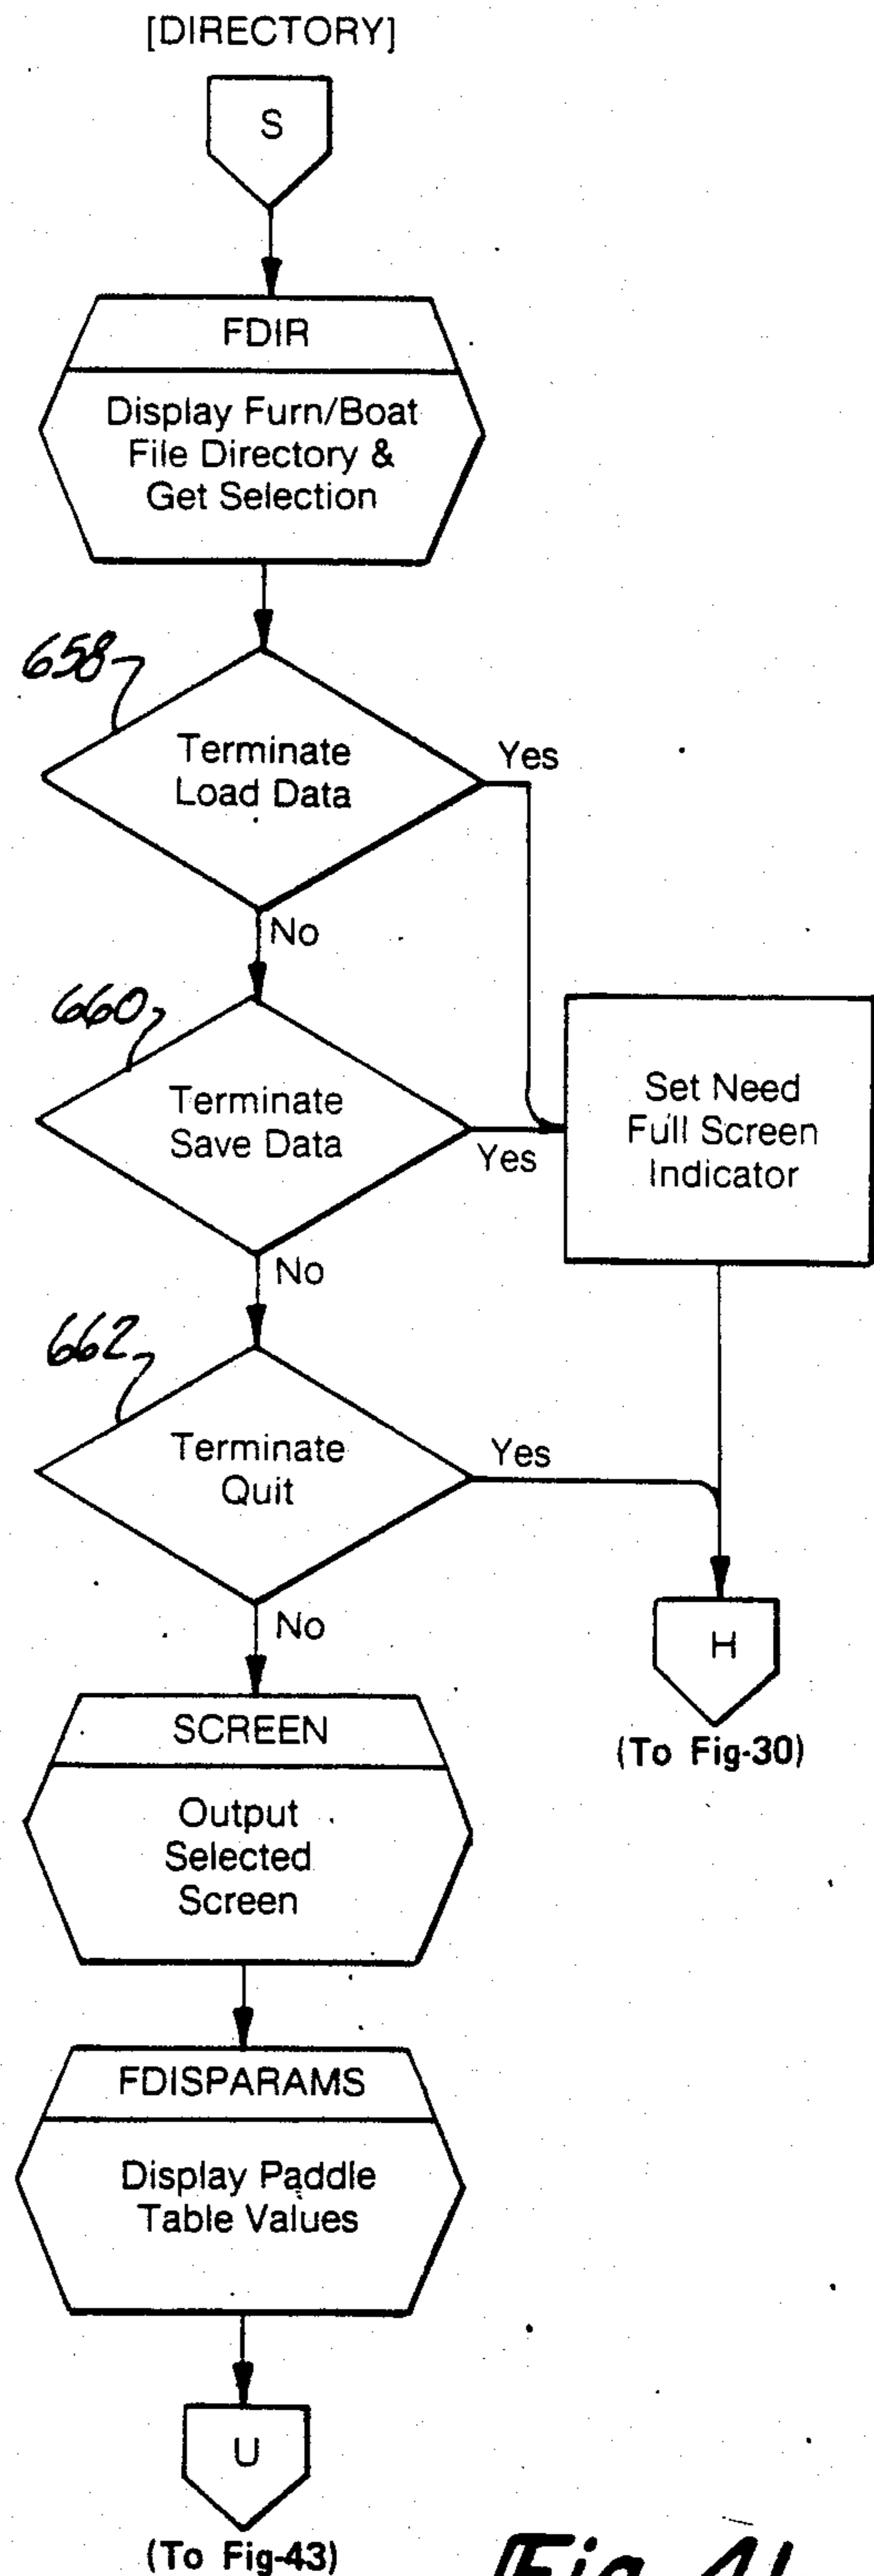 [DIRECTORY]
S
FDIR
Display Furn/Boat
File Directory &
Get Selection
658
Terminate
Load Data
Yes
No
660
Terminate
Save Data
Yes
Set Need
Full Screen
Indicator
No
662
Terminate
Quit
Yes
No
H
(To Fig-30)
SCREEN
Output
Selected
Screen
FDISPARAMS
Display Paddle
Table Values
U
(To Fig-43)
Fig-41